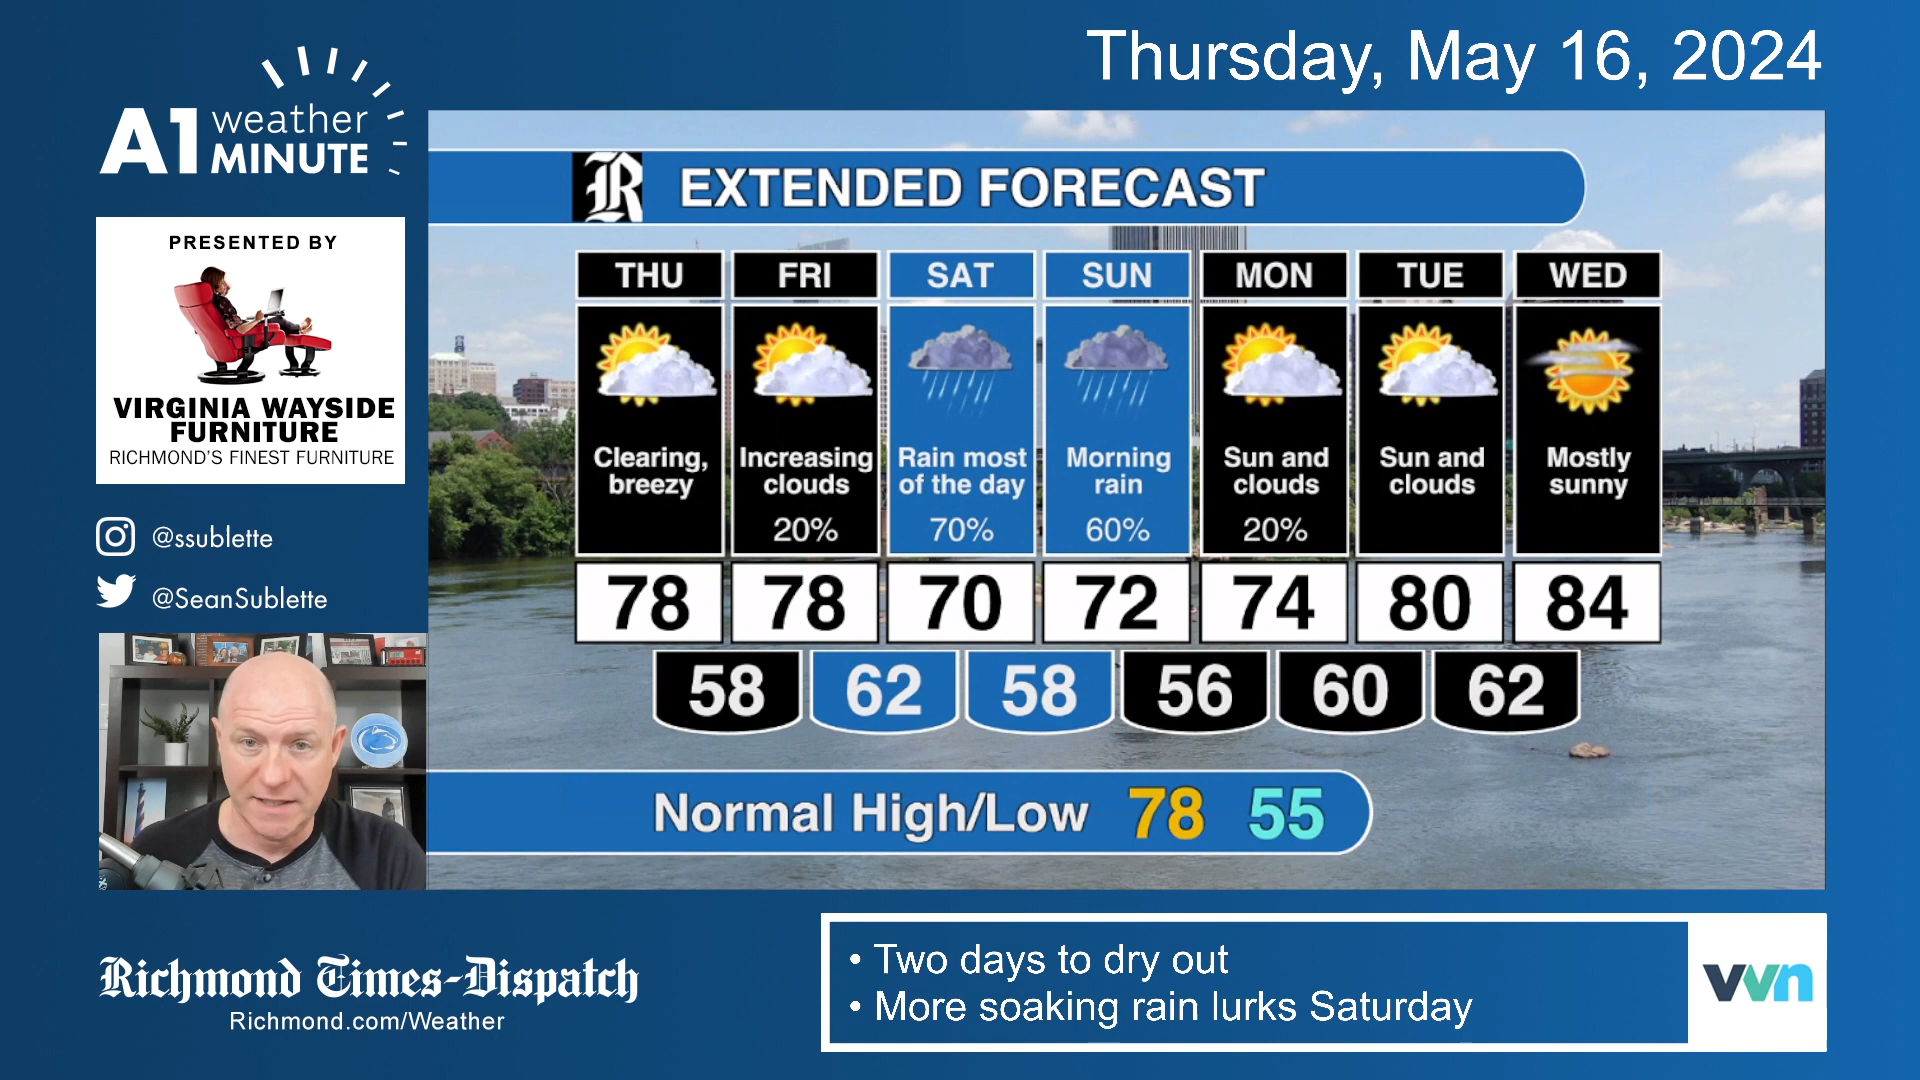 Thursday, May 16, 2024
A1 weather
MINUTE
PRESENTED BY
VIRGINIA WAYSIDE
FURNITURE
RICHMOND'S FINEST FURNITURE
@ssublette
@SeanSublette
R EXTENDED FORECAST
THU FRI SAT SUN MON TUE WED
Clearing, Increasing Rain most Morning Sun and Sun and Mostly
breezy clouds of the day rain clouds clouds sunny
20% 70% 60% 20%
78 78 70 72 74 80 84
58 62 58 56 60 62
Normal High/Low 78 55
Richmond Times-Dispatch
Richmond.com/Weather
• Two days to dry out
• More soaking rain lurks Saturday
vvn